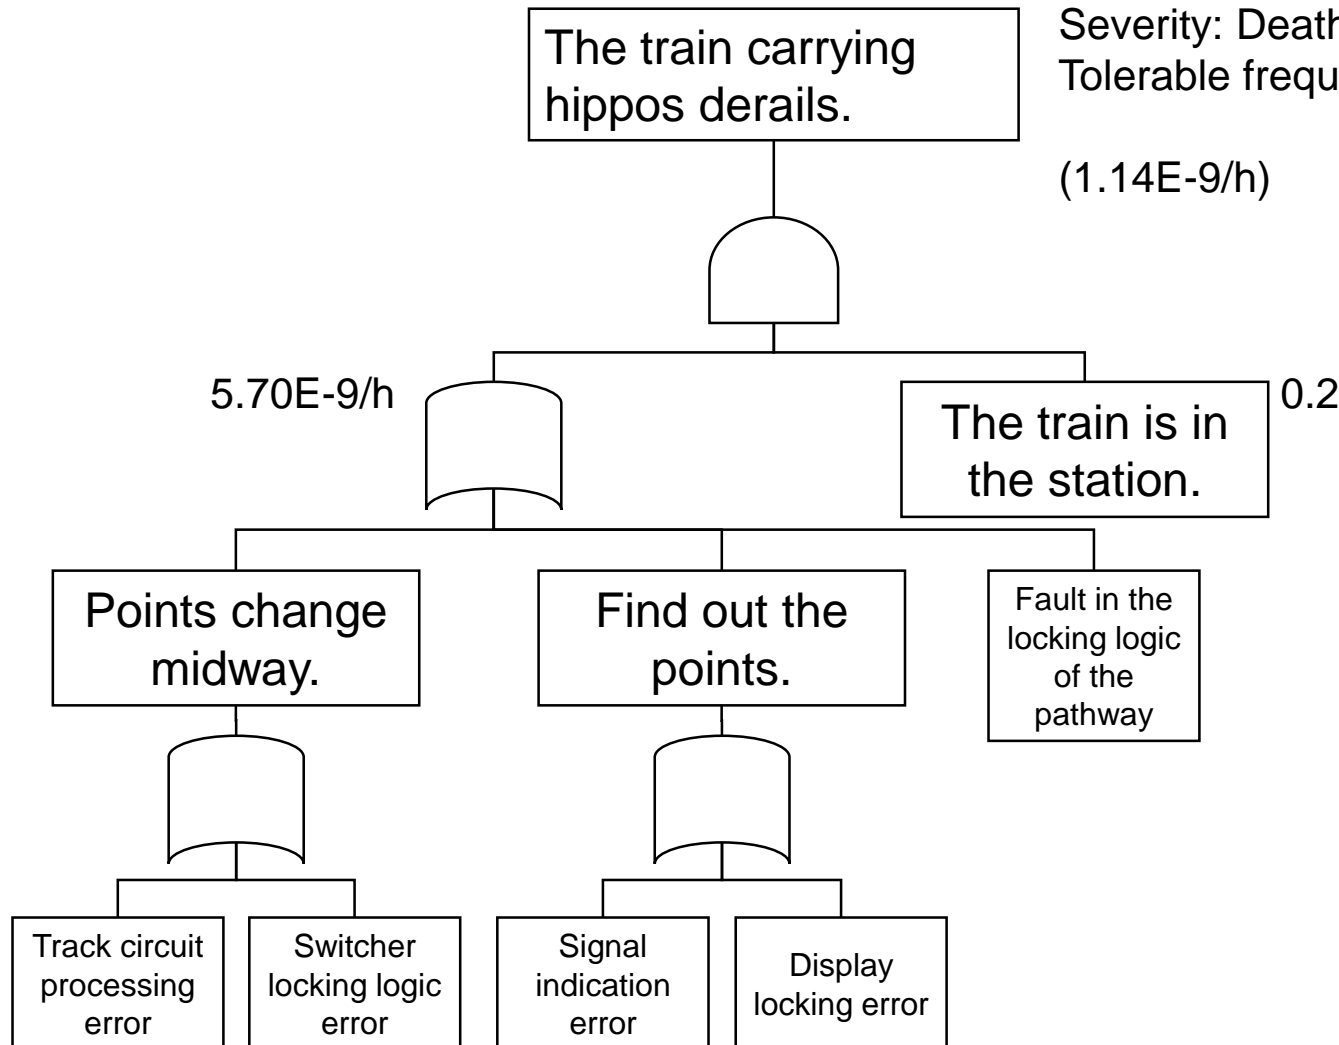 The train carrying
hippos derails.
Severity: Death
Tolerable
(1.14E-9/h)
5.70E-9/h
The train is in
the station.
0.2
Points change
midway.
Find out the
points.
Fault in the
locking logic
of the
pathway
Track circuit
processing
error
Switcher
locking logic
error
Signal
indication
error
Display
locking error